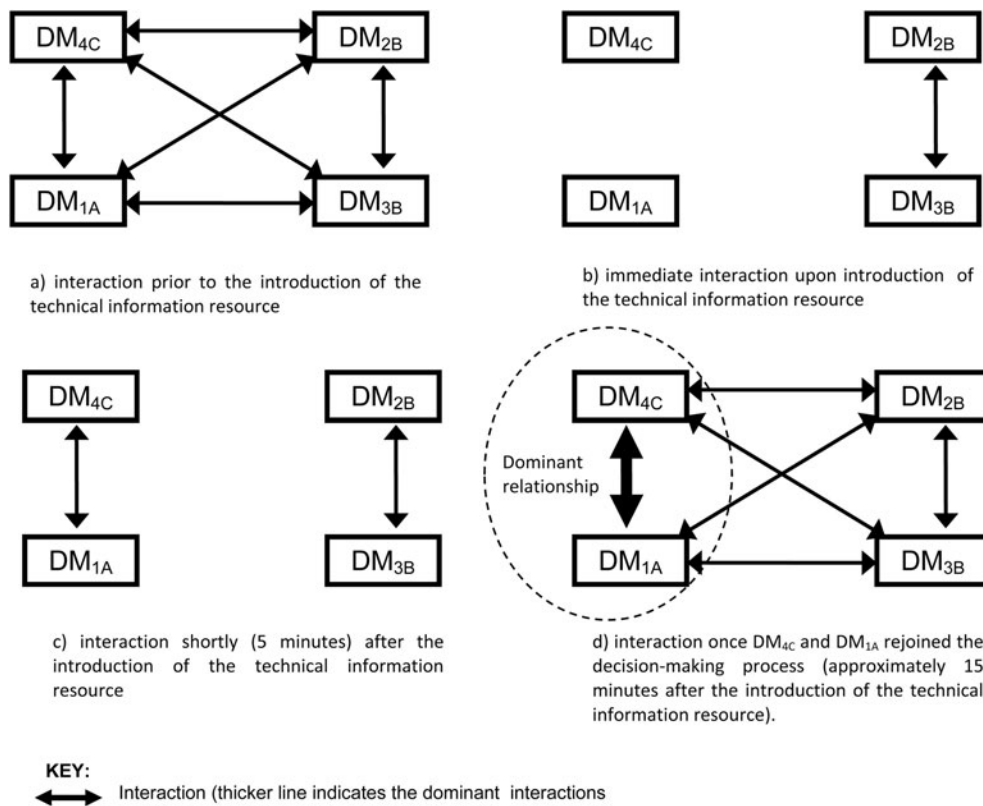 DM4C
DM2B
DM1A
DM3B
a) interaction prior to the introduction of the
technical information resource
DM4C
DM2B
DM1A
DM3B
b) immediate interaction upon introduction of
the technical information resource
DM4C
DM2B
DM1A
DM3B
c) interaction shortly (5 minutes) after the
introduction of the technical information
resource
DM4C
DM2B
Dominant
relationship
DM1A
DM3B
d) interaction once DM4C and DM1A rejoined the
decision-making process (approximately 15
minutes after the introduction of the technical
information resource).
KEY:
Interaction (thicker line indicates the dominant interactions